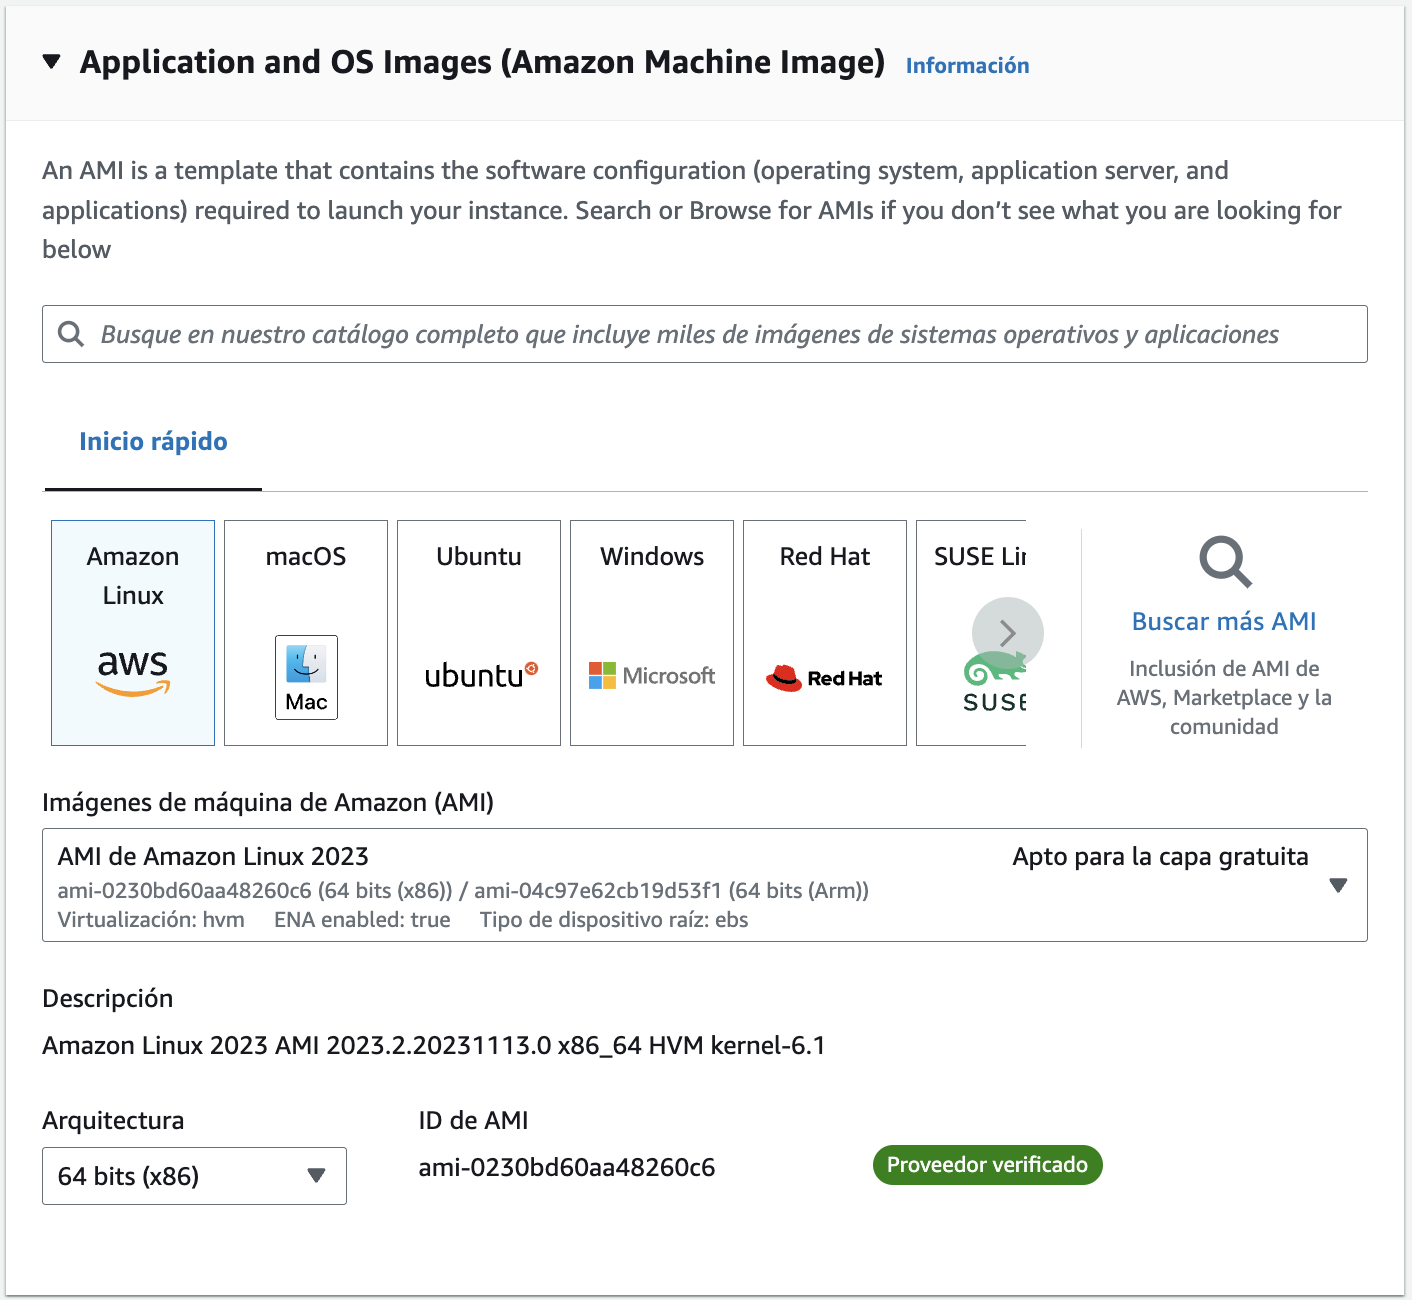 Application and OS Images (Amazon Machine Image) Información
An AMI is a template that contains the software configuration (operating system, application server, and
applications) required to launch your instance. Search or Browse for AMIs if you don’t see what you are looking for
below
Busque en nuestro catálogo completo que incluye miles de imágenes de sistemas operativos y aplicaciones
Inicio rápido
Amazon
Linux
aws
macOS
Mac
Ubuntu
ubuntu
Windows
Microsoft
Red Hat
Red Hat
SUSE Lin
SUSE
Buscar más AMI
Inclusión de AMI de
AWS, Marketplace y la
comunidad
Imágenes de máquina de Amazon (AMI)
AMI de Amazon Linux 2023 Apto para la capa gratuita
ami-0230bd60aa48260c6 (64 bits (x86)) / ami-04c97e62cb19d53f1 (64 bits (Arm))
Virtualización: hvm ENA enabled: true Tipo de dispositivo raíz: ebs
Descripción
Amazon Linux 2023 AMI 2023.2.20231113.0 x86_64 HVM kernel-6.1
Arquitectura
64 bits (x86)
ID de AMI
ami-0230bd60aa48260c6
Proveedor verificado